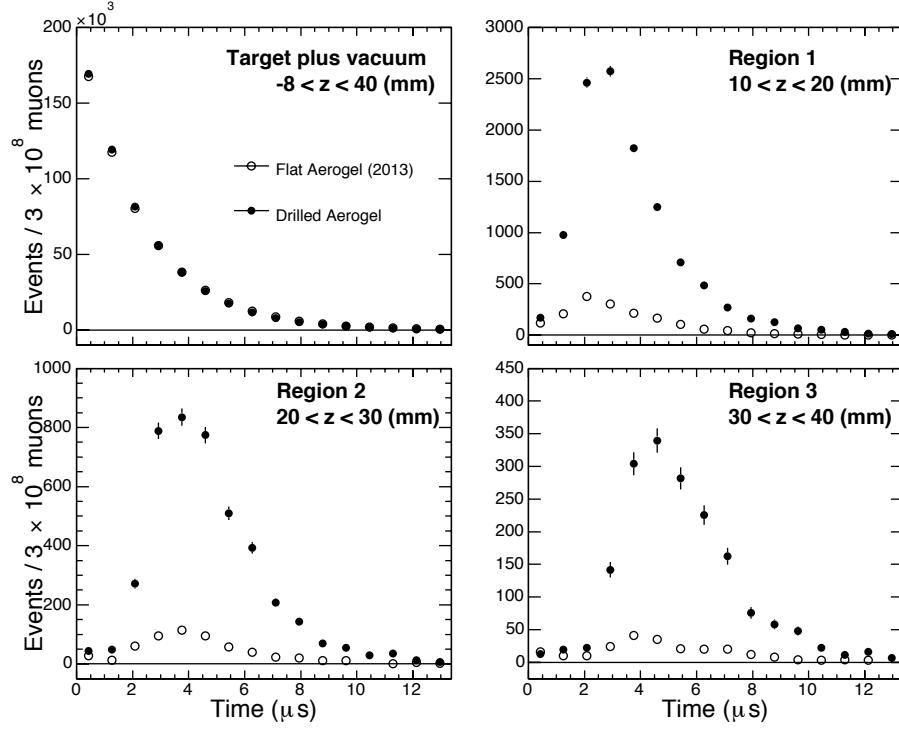 ×10³
200
150
100
50
0
Events / 3 × 10⁸ muons
Target plus vacuum
-8 < z < 40 (mm)
Flat Aerogel (2013)
Drilled Aerogel
2500
2000
1500
1000
500
0
Region 1
10 < z < 20 (mm)
1000
800
600
400
200
0
Events / 3 × 10⁸ muons
Region 2
20 < z < 30 (mm)
0 2 4 6 8 10 12
Time (μs)
450
400
350
300
250
200
150
100
50
0
Region 3
30 < z < 40 (mm)
0 2 4 6 8 10 12
Time (μs)